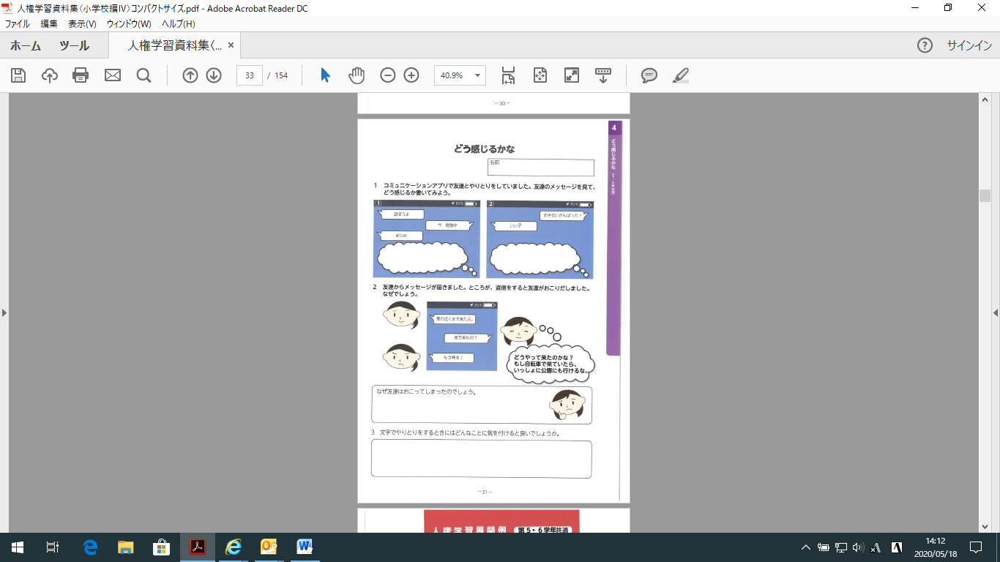 人権学習資料集〈小学校編Ⅳ〉コンパクトサイズ.pdf - Adobe Acrobat Reader DC
ファイル 編集 表示(V) ウィンドウ(W) ヘルプ(H)
ホーム ツール 人権学習資料集〈... × サインイン
33 / 154 40.9%
－30－
4
どう感じるかな
どう感じるかな
名前
1 コミュニケーションアプリで友達とやりとりをしていました。友達のメッセージを見て、
どう感じるか書いてみよう。
① 85%
遊ぼうよ
今 勉強中
まじめ
② 85%
お手伝いがんばった！
いい子
2 友達からメッセージが届きました。ところが、返信をすると友達がおこりだしました。
なぜでしょう。
85%
家の近くまで来たよ。
何で来たの？
もう帰る！
どうやって来たのかな？
もし自転車で来ていたら、
いっしょに公園にも行けるな。
なぜ友達はおこってしまったのでしょう。
3 文字でやりとりをするときにはどんなことに気を付けると良いでしょうか。
－31－
人権学習展開例 第5・6学年共通
14:12
2020/05/18